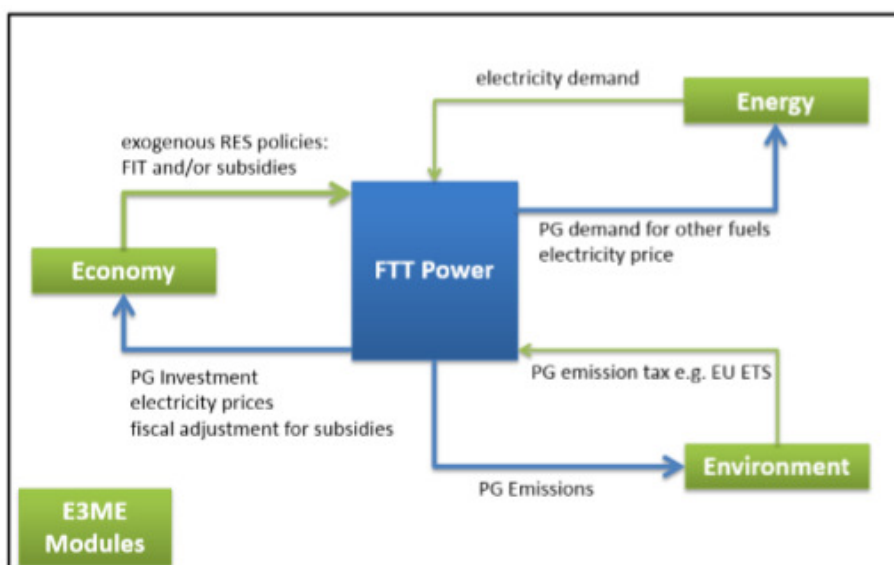 electricity demand
Energy
exogenous RES policies:
FIT and/or subsidies
FTT Power
PG demand for other fuels
electricity price
Economy
PG Investment
electricity prices
fiscal adjustment for subsidies
PG emission tax e.g. EU ETS
Environment
PG Emissions
E3ME
Modules